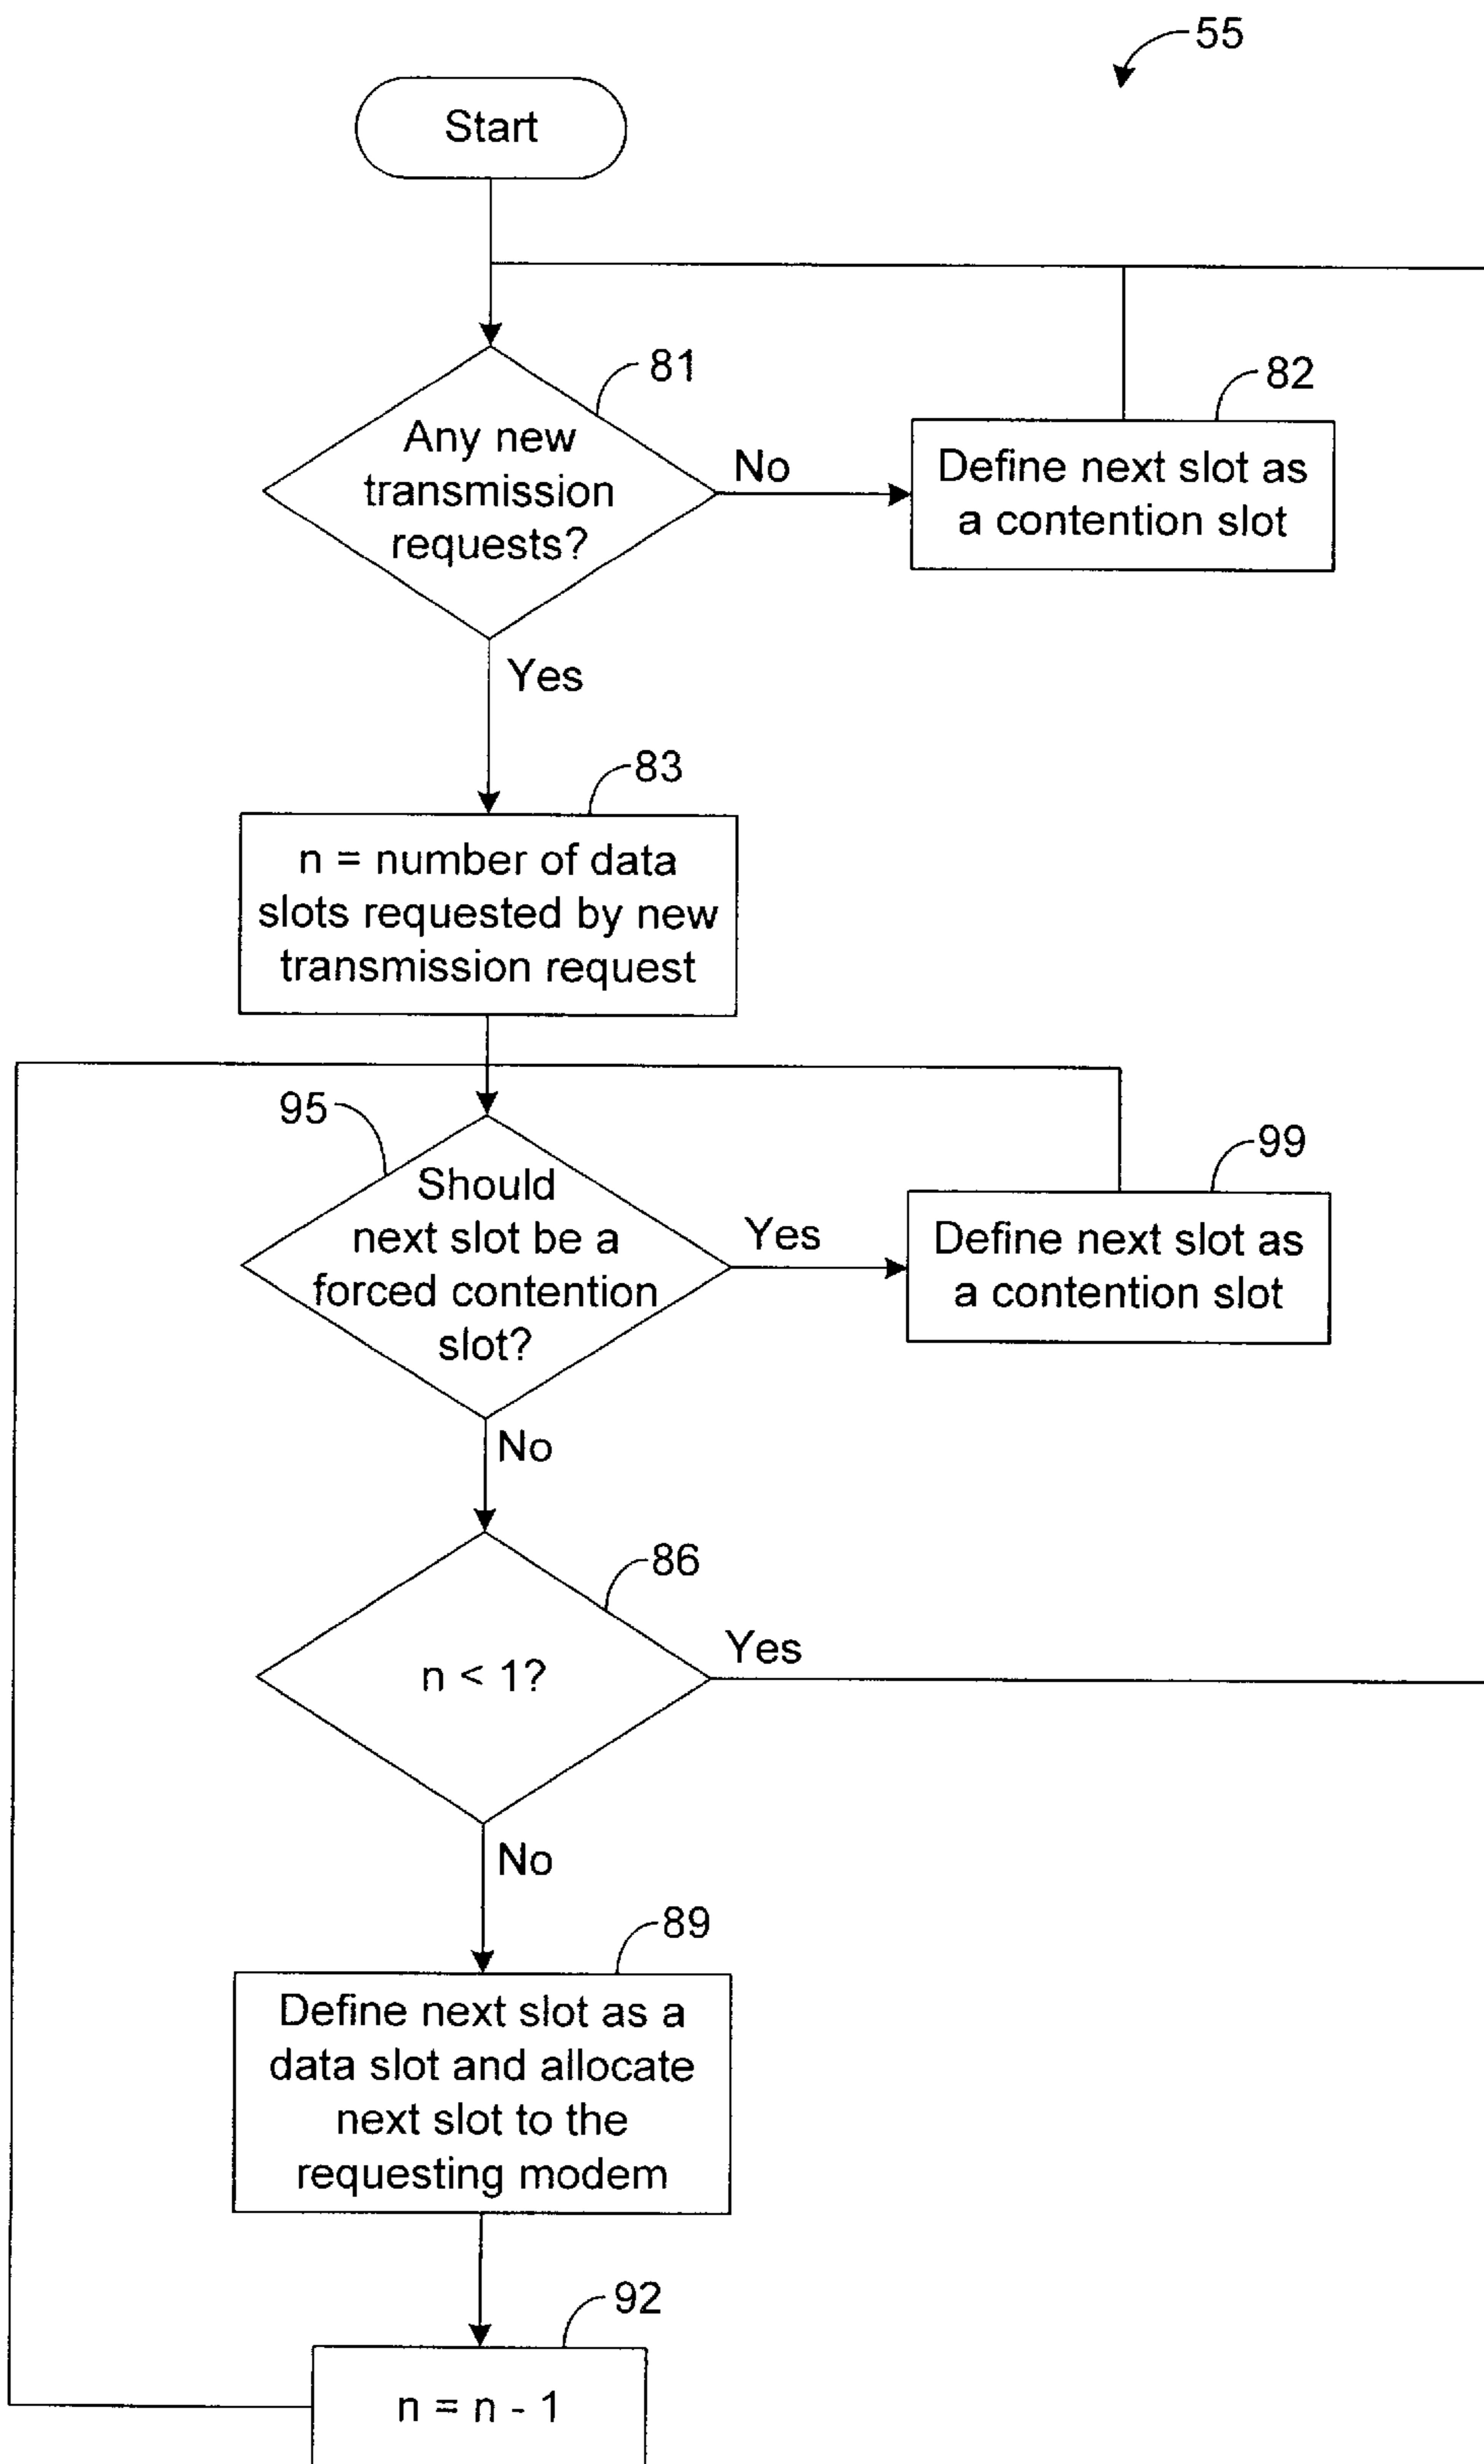 55
Start
81
Any new
transmission
requests?
No
82
Define next slot as
a contention slot
Yes
83
n = number of data
slots requested by new
transmission request
95
Should
next slot be a
forced contention
slot?
Yes
99
Define next slot as
a contention slot
No
86
n < 1?
Yes
No
89
Define next slot as a
data slot and allocate
next slot to the
requesting modem
92
n = n - 1